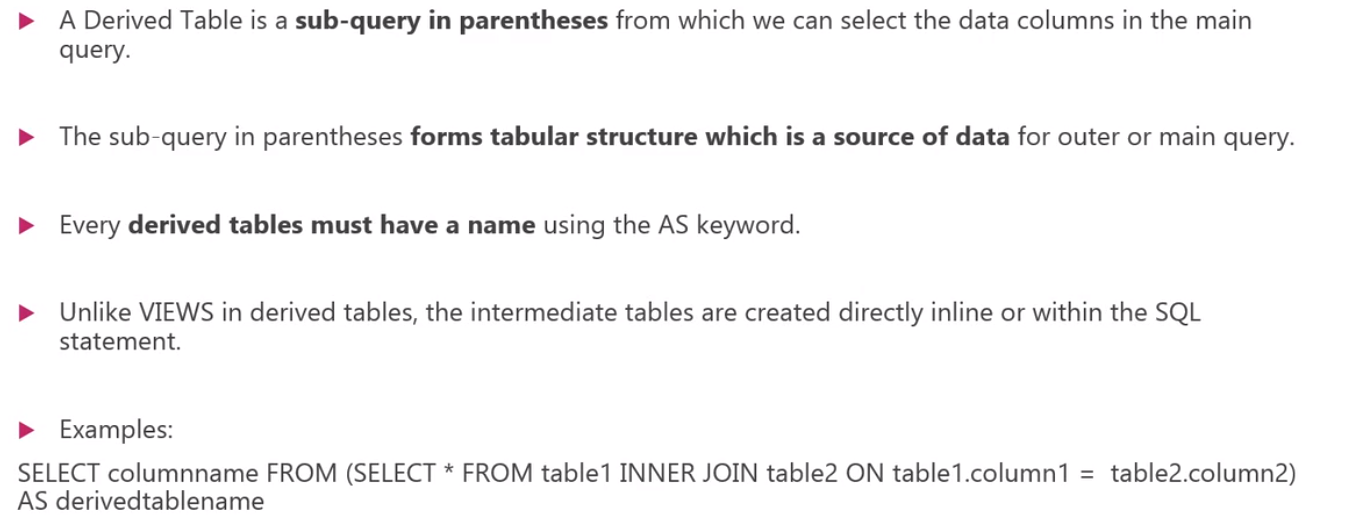 A Derived Table is a sub-query in parentheses from which we can select the data columns in the main
query.
The sub-query in parentheses forms tabular structure which is a source of data for outer or main query.
Every derived tables must have a name using the AS keyword.
Unlike VIEWS in derived tables, the intermediate tables are created directly inline or within the SQL
statement.
Examples:
SELECT columnname FROM (SELECT * FROM table1 INNER JOIN table2 ON table1.column1 = table2.column2)
AS derivedtablename